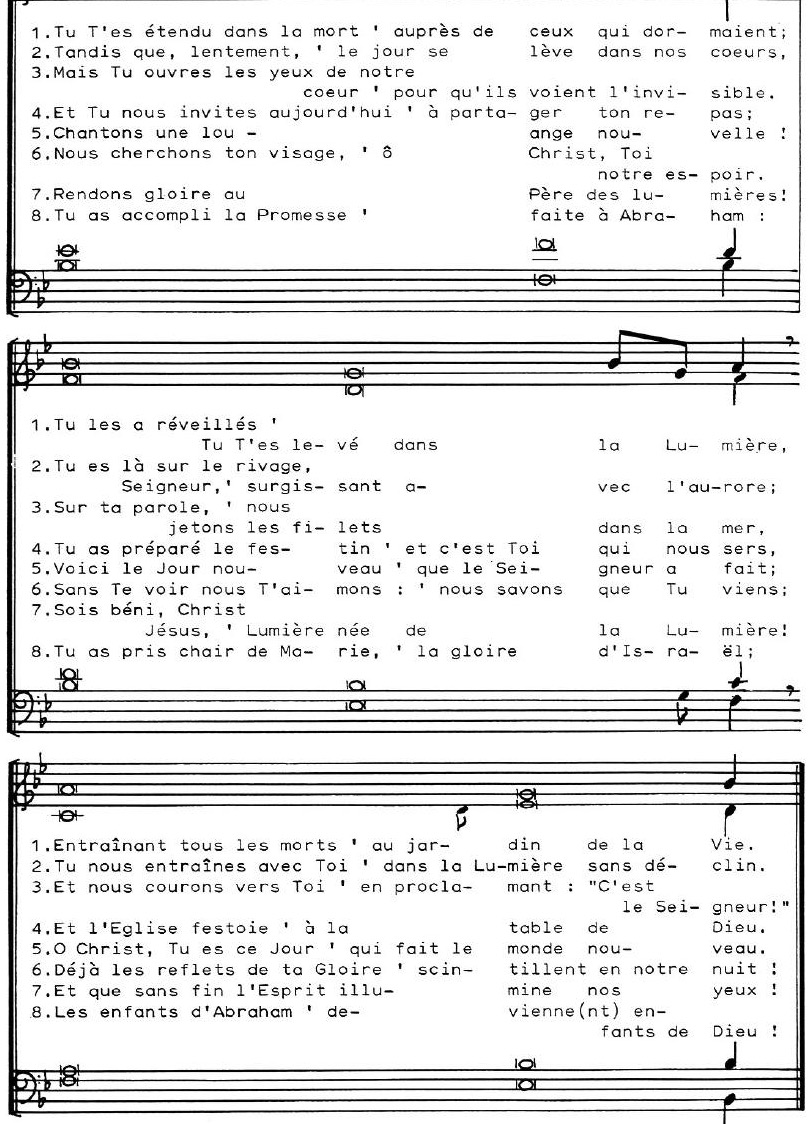 1.Tu T'es étendu dans la mort ' auprès de ceux qui dor- maient;
2.Tandis que, lentement, ' le jour se lève dans nos coeurs,
3.Mais Tu ouvres les yeux de notre
coeur ' pour qu'ils voient l'invi- sible.
4.Et Tu nous invites aujourd'hui ' à parta- ger ton re- pas;
5.Chantons une lou - ange nou- velle !
6.Nous cherchons ton visage, ' ô Christ, Toi
notre es- poir.
7.Rendons gloire au Père des lu- mières!
8.Tu as accompli la Promesse ' faite à Abra- ham :
1.Tu les a réveillés '
Tu T'es le- vé dans la Lu- mière,
2.Tu es là sur le rivage,
Seigneur,' surgis- sant a- vec l'au-rore;
3.Sur ta parole, ' nous
jetons les fi- lets dans la mer,
4.Tu as préparé le fes- tin ' et c'est Toi qui nous sers,
5.Voici le Jour nou- veau ' que le Sei- gneur a fait;
6.Sans Te voir nous T'ai- mons : ' nous savons que Tu viens;
7.Sois béni, Christ
Jésus, ' Lumière née de la Lu- mière!
8.Tu as pris chair de Ma- rie, ' la gloire d'Is- ra- ël;
1.Entraînant tous les morts ' au jar- din de la Vie.
2.Tu nous entraînes avec Toi ' dans la Lu-mière sans dé- clin.
3.Et nous courons vers Toi ' en procla- mant : "C'est
le Sei- gneur!"
4.Et l'Eglise festoie ' à la table de Dieu.
5.O Christ, Tu es ce Jour ' qui fait le monde nou- veau.
6.Déjà les reflets de ta Gloire ' scin- tillent en notre nuit !
7.Et que sans fin l'Esprit illu- mine nos yeux !
8.Les enfants d'Abraham ' de- vienne(nt) en-
fants de Dieu !